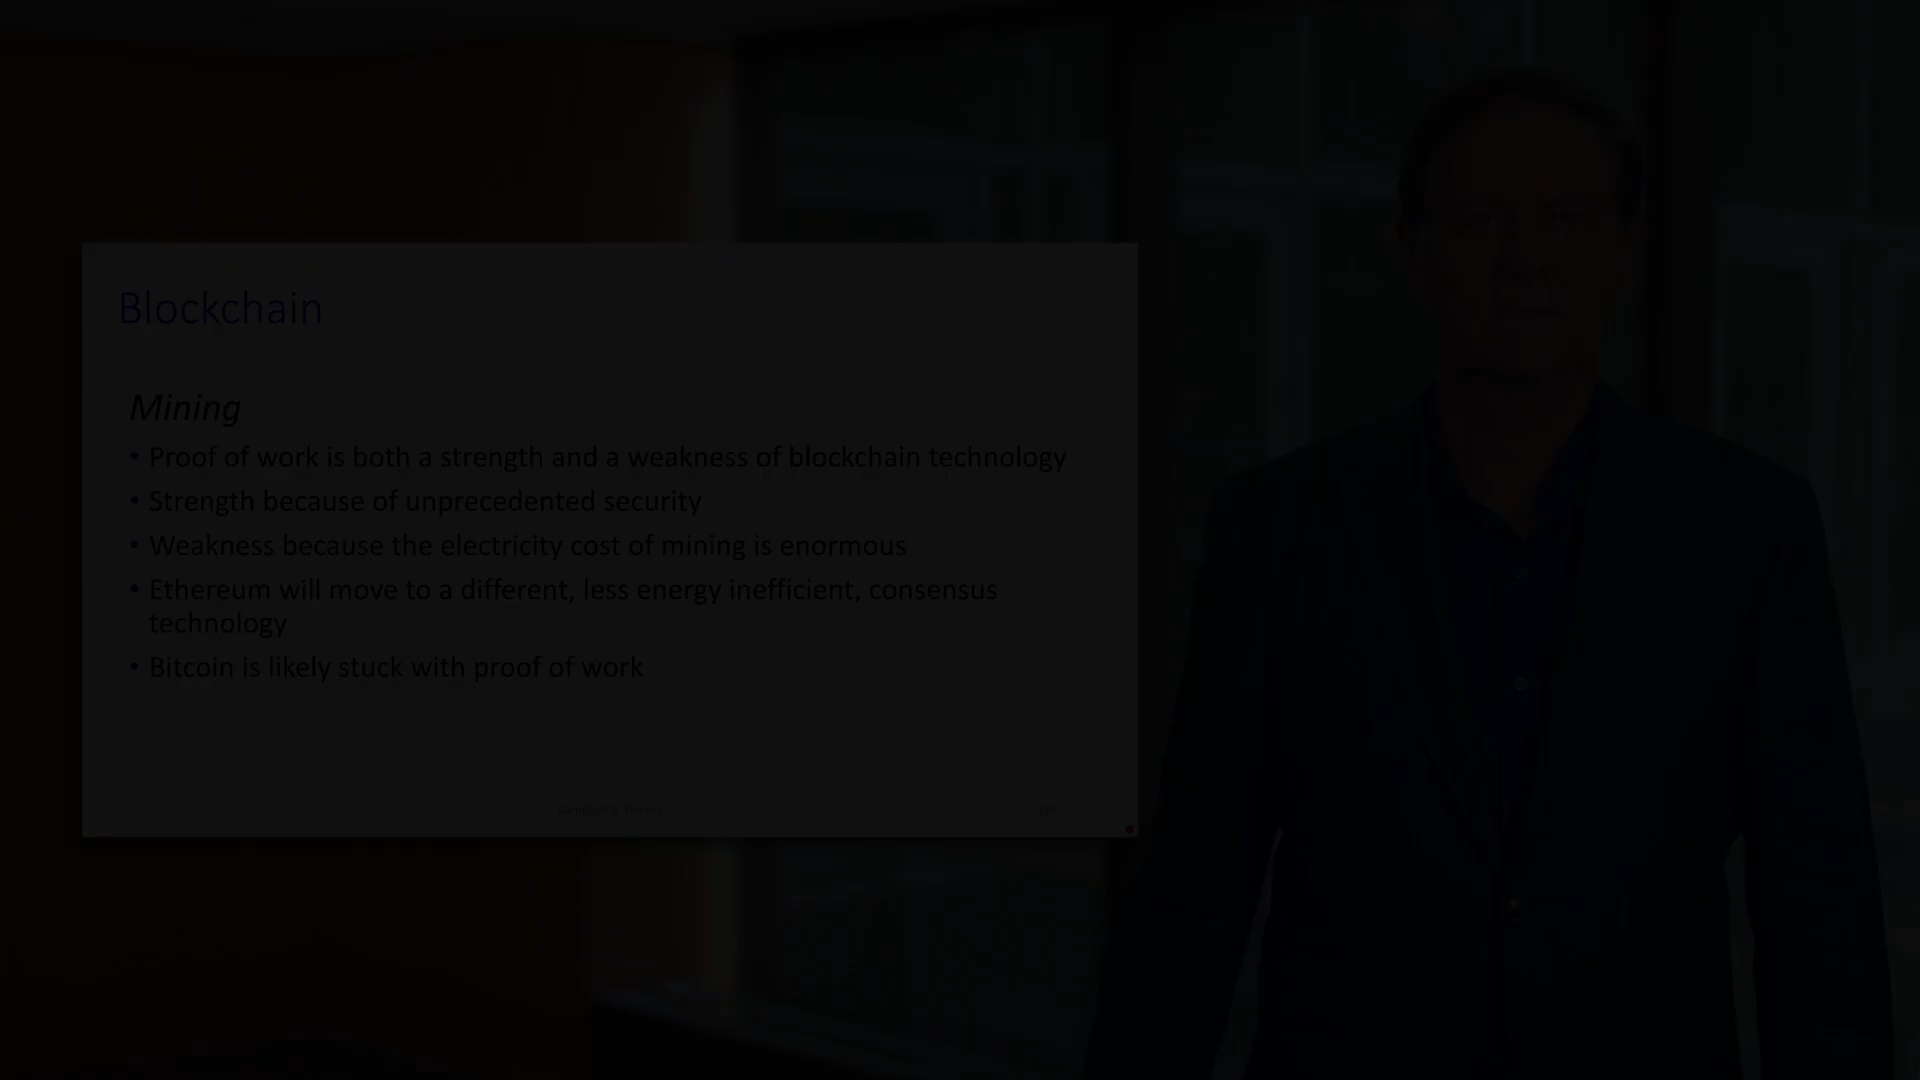 Blockchain
Mining
• Proof of work is both a strength and a weakness of blockchain technology
• Strength because of unprecedented security
• Weakness because the electricity cost of mining is enormous
• Ethereum will move to a different, less energy inefficient, consensus
technology
• Bitcoin is likely stuck with proof of work